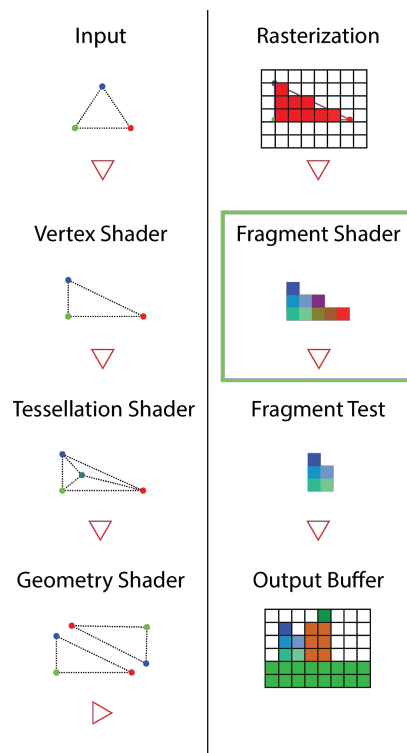 Input
Vertex Shader
Tessellation Shader
Geometry Shader
Rasterization
Fragment Shader
Fragment Test
Output Buffer